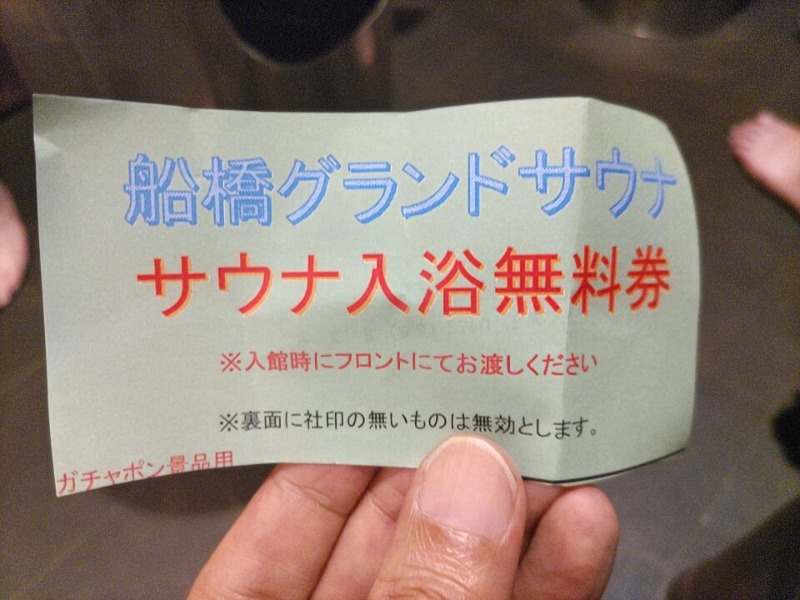 船橋グランドサウナ
サウナ入浴無料券
※入館時にフロントにてお渡しください
※裏面に社印の無いものは無効とします。
ガチャポン景品用